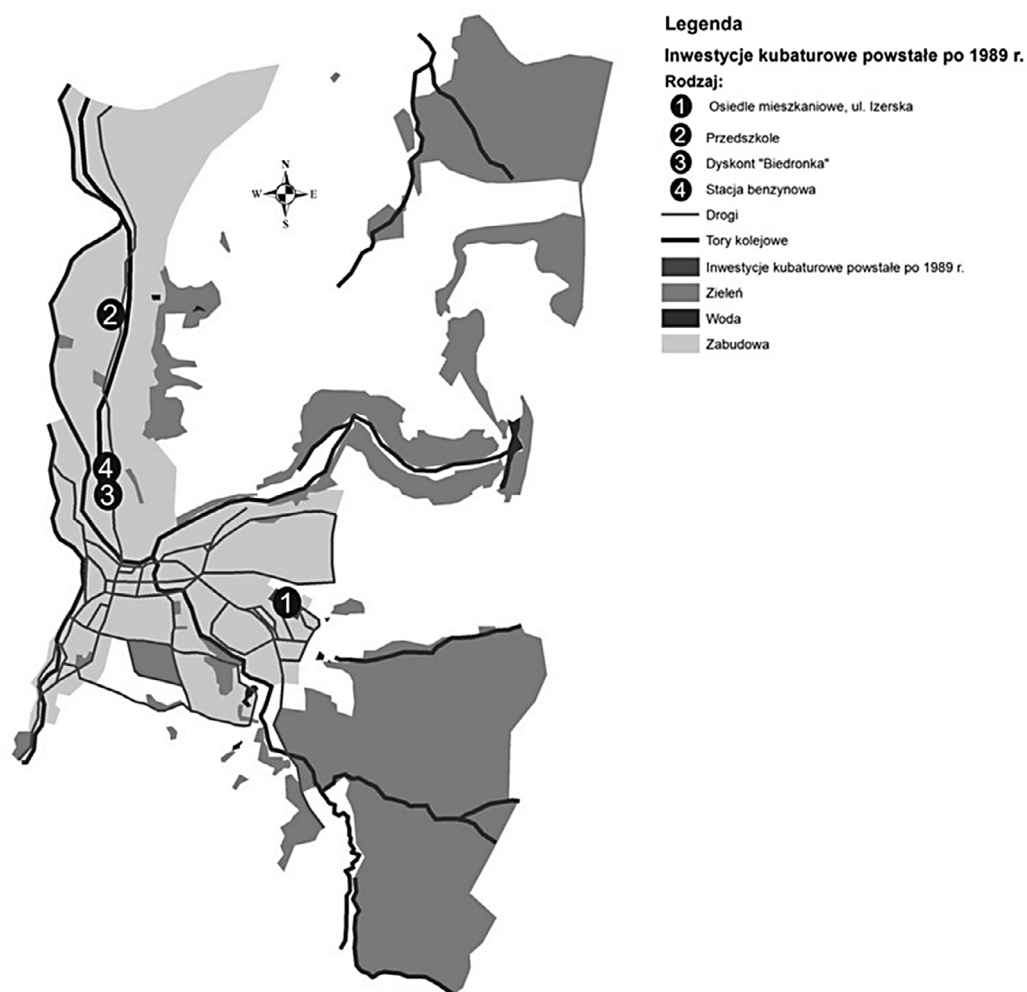 Legenda
Inwestycje kubaturowe powstałe po 1989 r.
Rodzaj:
1 Osiedle mieszkaniowe, ul. Izerska
2 Przedszkole
3 Dyskont "Biedronka"
4 Stacja benzynowa
Drogi
Tory kolejowe
Inwestycje kubaturowe powstałe po 1989 r.
Zieleń
Woda
Zabudowa
N
W E
S
2
4
3
1